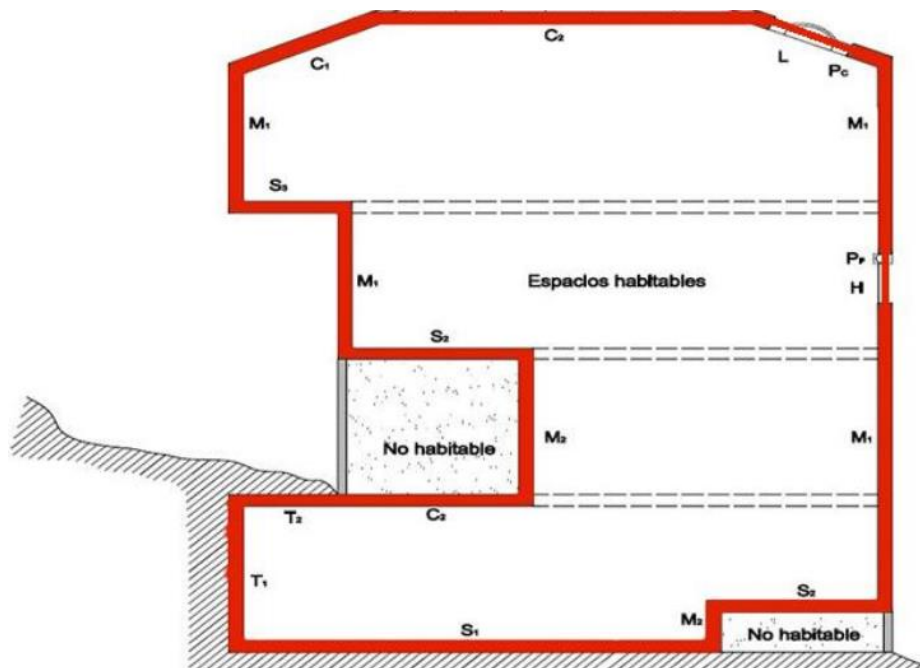 C₂
C₁
L
Pc
M₁
M₁
S₃
M₁
Espacios habitables
PF
H
S₂
No habitable
M₂
M₁
T₂
C₂
T₁
S₂
M₂
S₁
No habitable